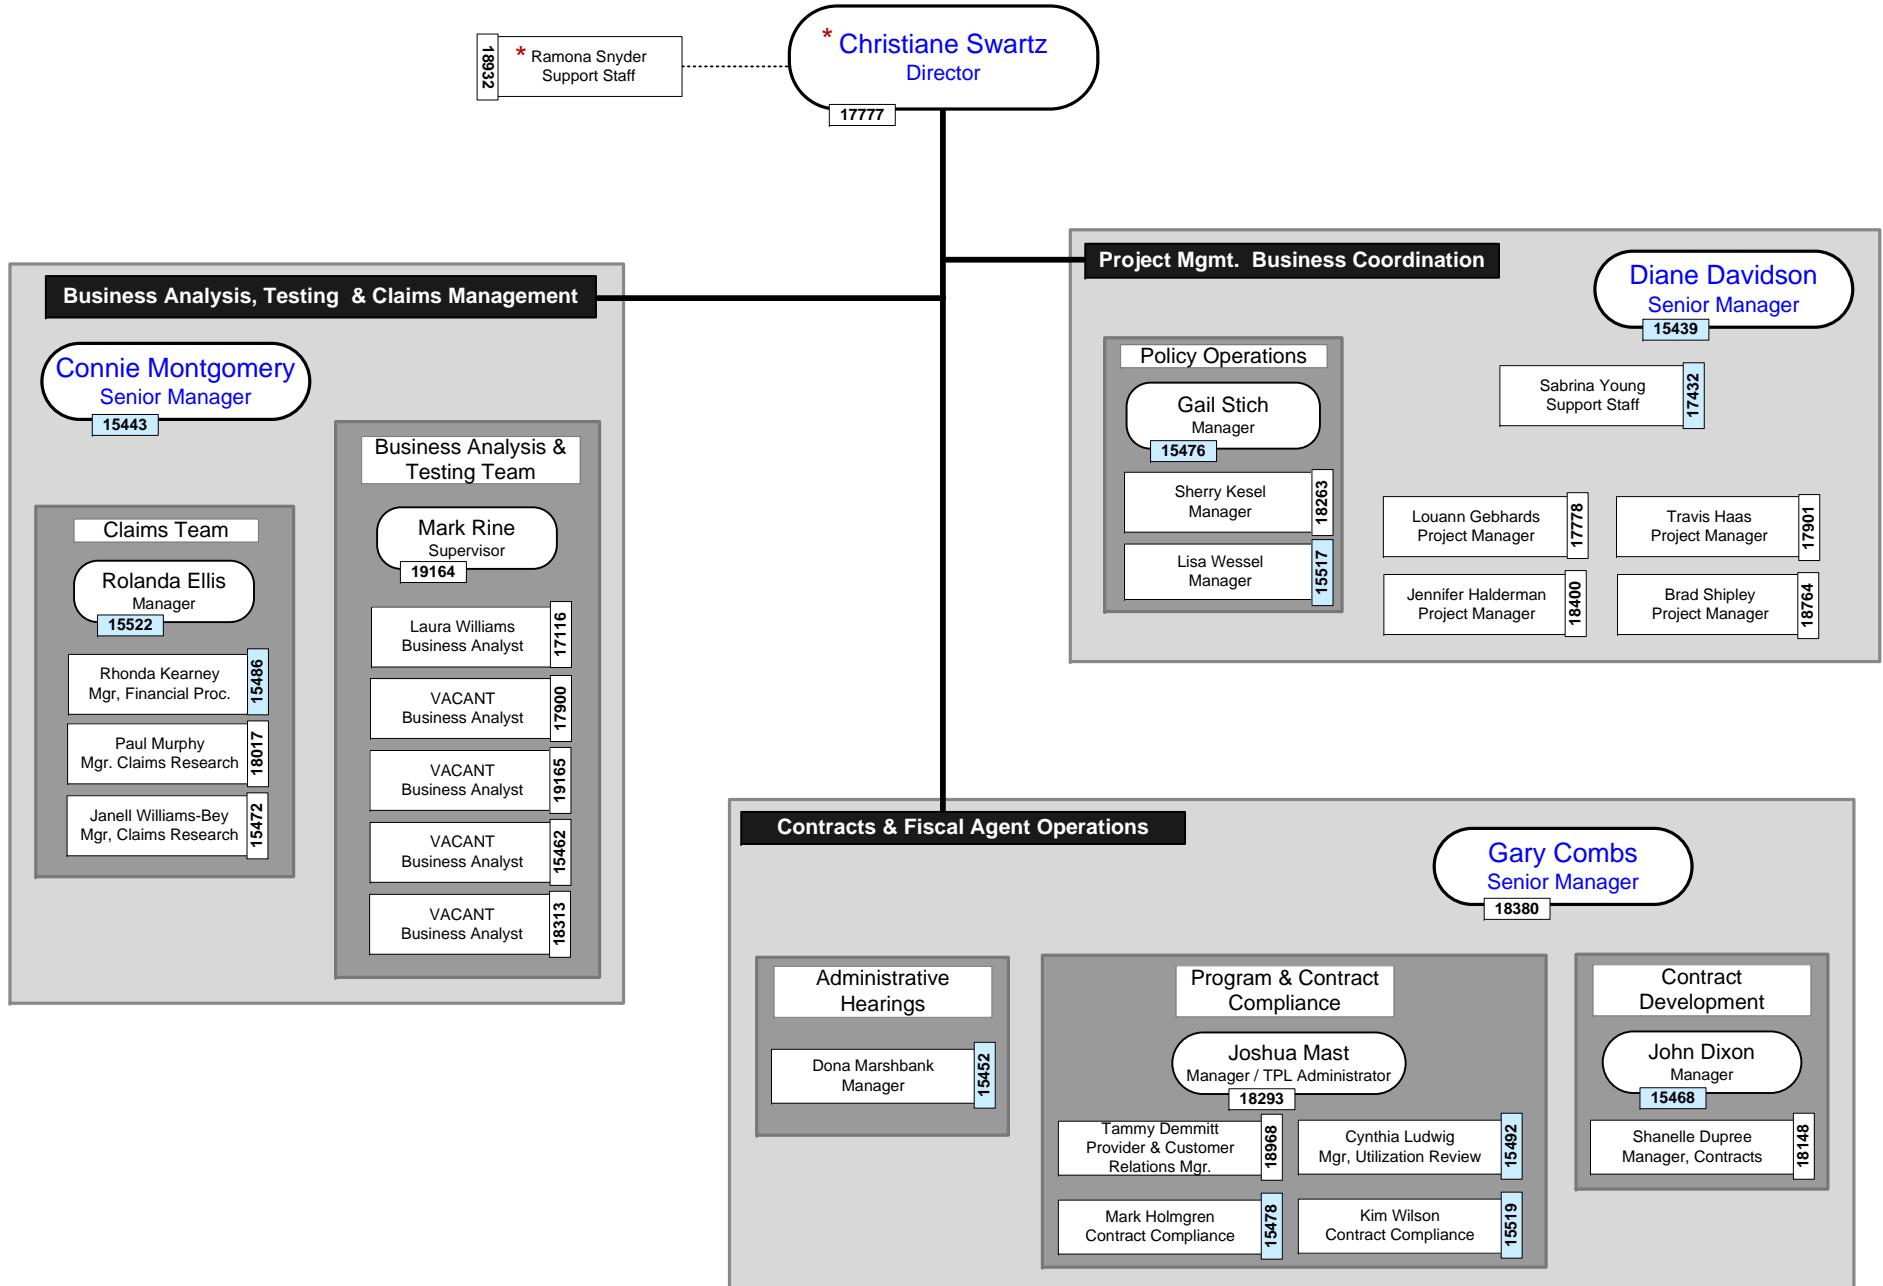 18932
* Ramona Snyder
Support Staff
* Christiane Swartz
Director
17777
Business Analysis, Testing & Claims Management
Connie Montgomery
Senior Manager
15443
Claims Team
Rolanda Ellis
Manager
15522
Rhonda Kearney
Mgr, Financial Proc.
15486
Paul Murphy
Mgr. Claims Research
18017
Janell Williams-Bey
Mgr, Claims Research
15472
Business Analysis &
Testing Team
Mark Rine
Supervisor
19164
Laura Williams
Business Analyst
17116
VACANT
Business Analyst
17900
VACANT
Business Analyst
19165
VACANT
Business Analyst
15462
VACANT
Business Analyst
18313
Project Mgmt. Business Coordination
Diane Davidson
Senior Manager
15439
Policy Operations
Gail Stich
Manager
15476
Sherry Kesel
Manager
18263
Lisa Wessel
Manager
15517
Sabrina Young
Support Staff
17432
Louann Gebhards
Project Manager
17778
Travis Haas
Project Manager
17901
Jennifer Halderman
Project Manager
18400
Brad Shipley
Project Manager
18764
Contracts & Fiscal Agent Operations
Gary Combs
Senior Manager
18380
Administrative
Hearings
Dona Marshbank
Manager
15452
Program & Contract
Compliance
Joshua Mast
Manager / TPL Administrator
18293
Tammy Demmitt
Provider & Customer
Relations Mgr.
18968
Cynthia Ludwig
Mgr, Utilization Review
15492
Mark Holmgren
Contract Compliance
15478
Kim Wilson
Contract Compliance
15519
Contract
Development
John Dixon
Manager
15468
Shanelle Dupree
Manager, Contracts
18148